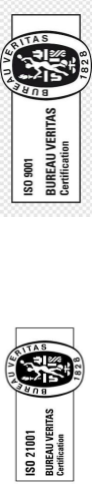 BUREAU VERITAS
1828
ISO 9001
BUREAU VERITAS
Certification
BUREAU VERITAS
1828
ISO 21001
BUREAU VERITAS
Certification